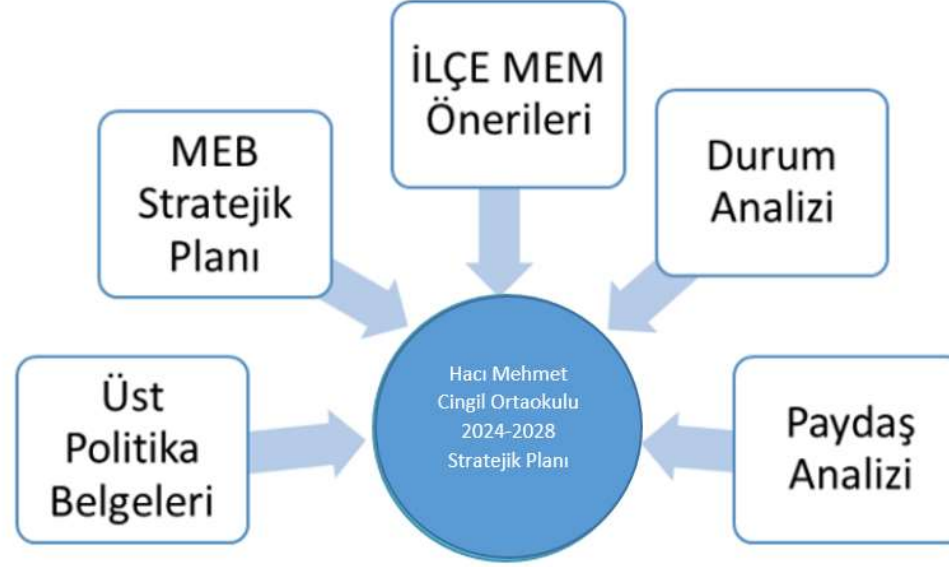 İLÇE MEM
Önerileri
MEB
Stratejik
Planı
Durum
Analizi
Üst
Politika
Belgeleri
Hacı Mehmet
Cingil Ortaokulu
2024-2028
Stratejik Planı
Paydaş
Analizi